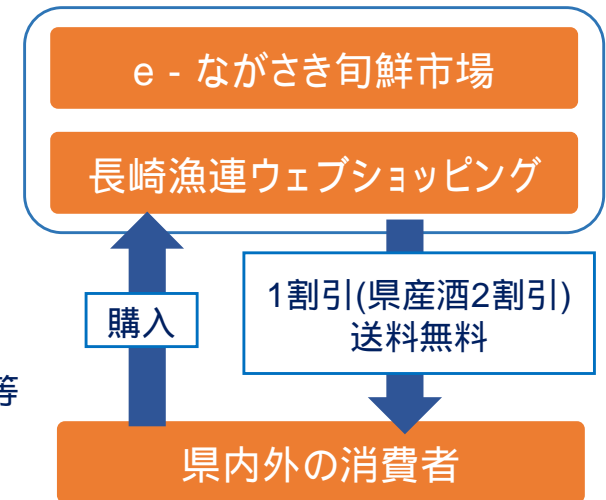 e - ながさき旬鮮市場
長崎漁連ウェブショッピング
1割引(県産酒2割引)
送料無料
購入
等
県内外の消費者